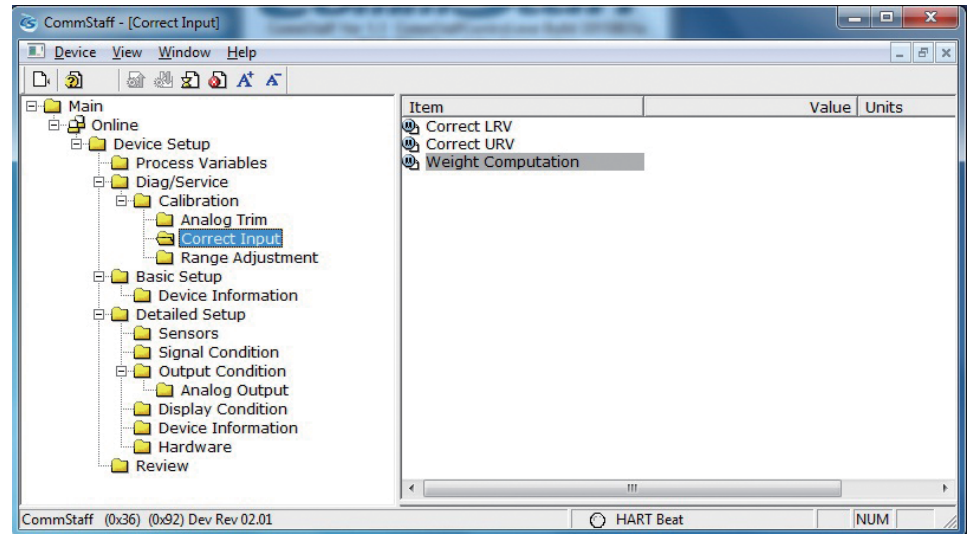 CommStaff - [Correct Input]
Device View Window Help
Main
Online
Device Setup
Process Variables
Diag/Service
Calibration
Analog Trim
Correct Input
Range Adjustment
Basic Setup
Device Information
Detailed Setup
Sensors
Signal Condition
Output Condition
Analog Output
Display Condition
Device Information
Hardware
Review
Item Value Units
Correct LRV
Correct URV
Weight Computation
CommStaff (0x36) (0x92) Dev Rev 02.01 HART Beat NUM